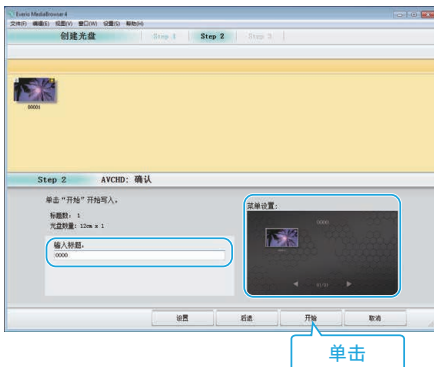 Everio MediaBrowser 4
文件(F) 编辑(E) 视图(V) 窗口(W) 设置(S) 帮助(H)
创建光盘 Step 1 Step 2 Step 3
00001
Step 2 AVCHD: 确认
单击“开始”开始写入。
标题数: 1
光盘数量: 12cm x 1
输入标题。
0000
菜单设置:
0000
01/01
设置 后退 开始 取消
单击